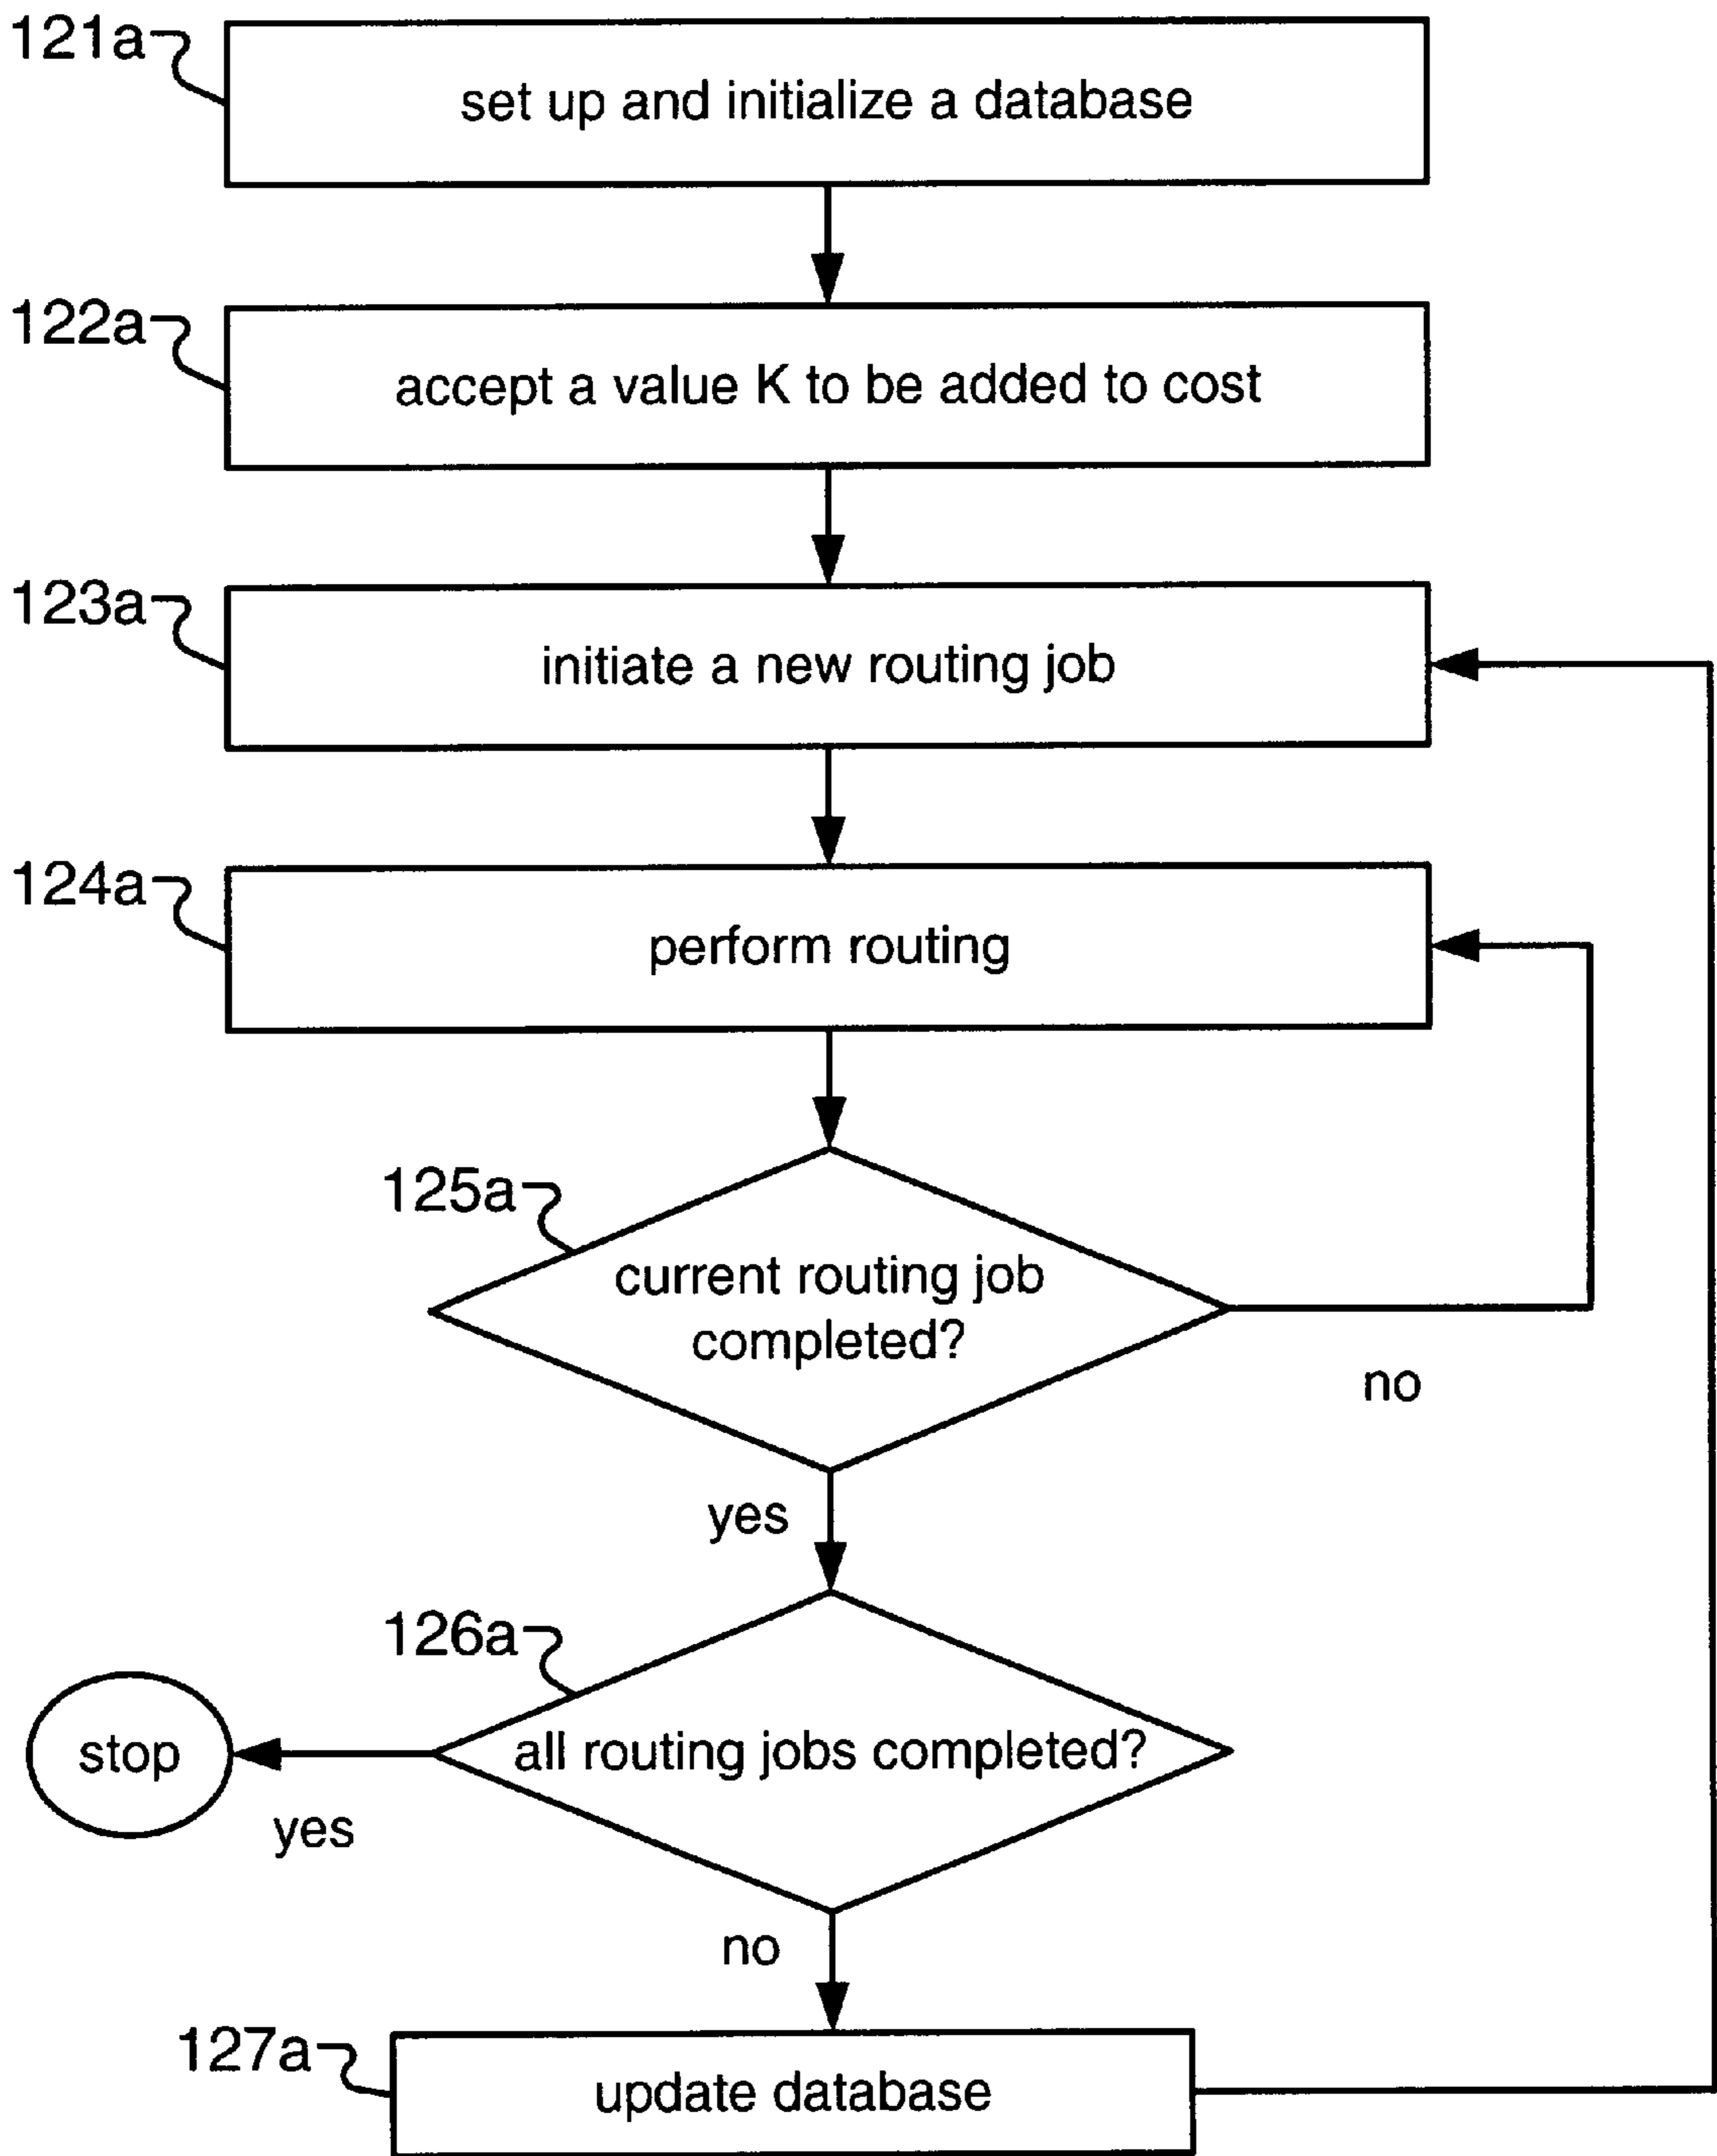 121a
set up and initialize a database
122a
accept a value K to be added to cost
123a
initiate a new routing job
124a
perform routing
125a
current routing job
completed?
no
yes
126a
all routing jobs completed?
stop
yes
no
127a
update database